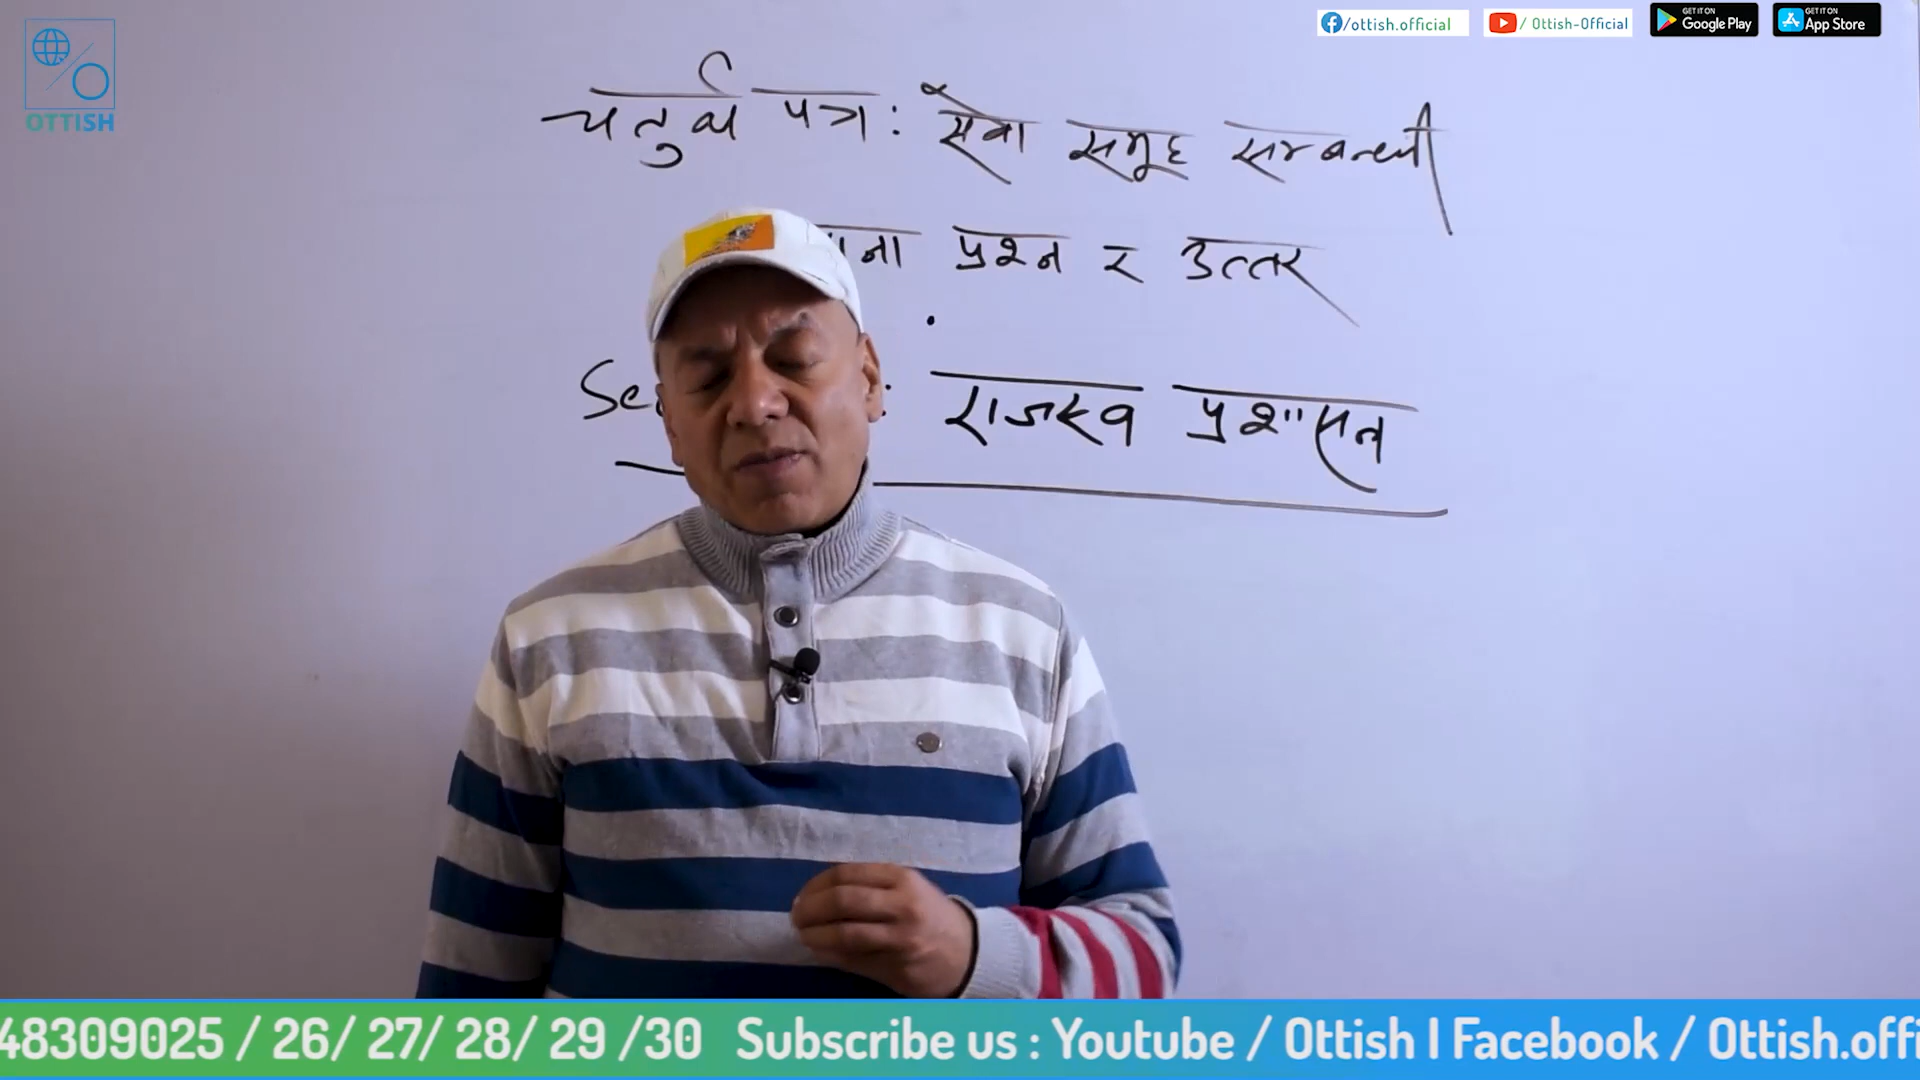 OTTISH
/ottish.official
/ Ottish-Official
GET IT ON Google Play
GET IT ON App Store
चतुर्थ पत्र: सेवा समूह सम्बन्धी
प्रश्न र उत्तर
राजस्व प्रशासन
48309025 / 26/ 27/ 28/ 29 /30 Subscribe us : Youtube / Ottish | Facebook / Ottish.offi